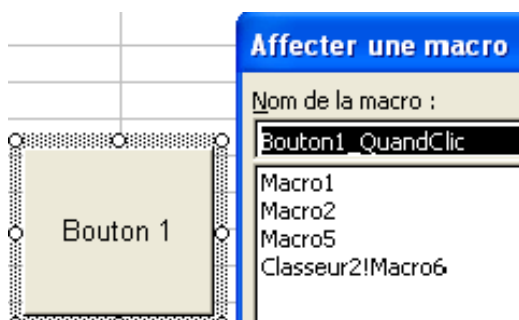 Affecter une macro
Nom de la macro :
Bouton1_QuandClic
Macro1
Macro2
Macro5
Classeur2!Macro6
Bouton 1